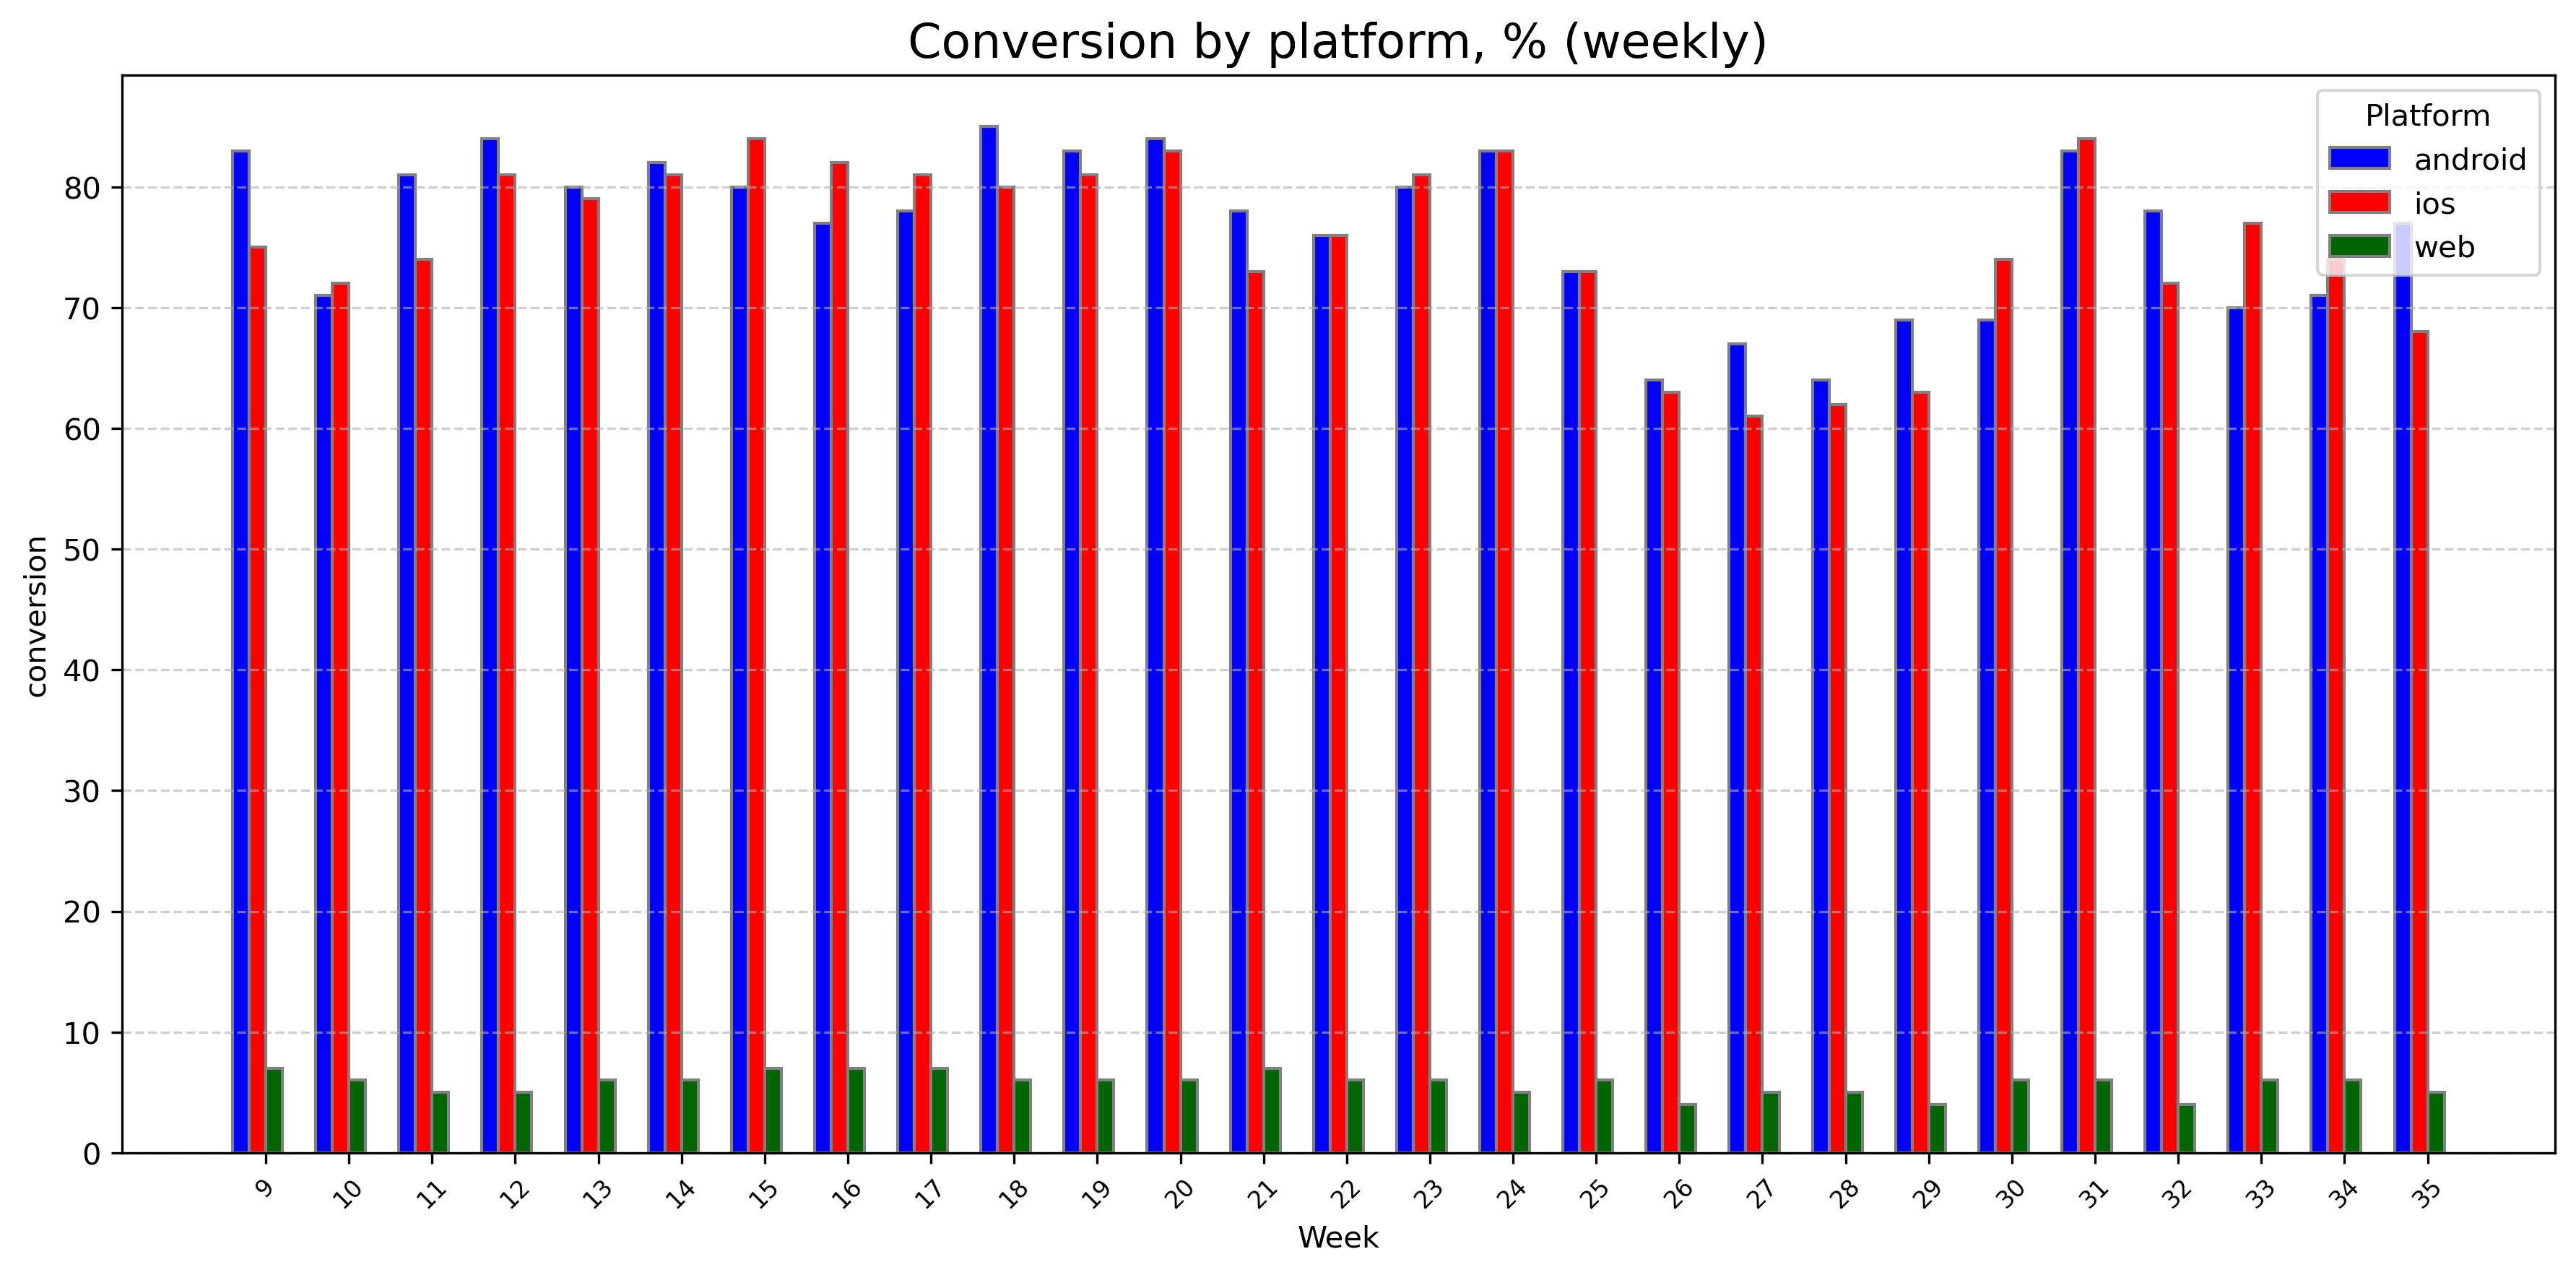 Conversion by platform, % (weekly)
Platform
android
ios
web
conversion
80
70
60
50
40
30
20
10
0
9 10 11 12 13 14 15 16 17 18 19 20 21 22 23 24 25 26 27 28 29 30 31 32 33 34 35
Week